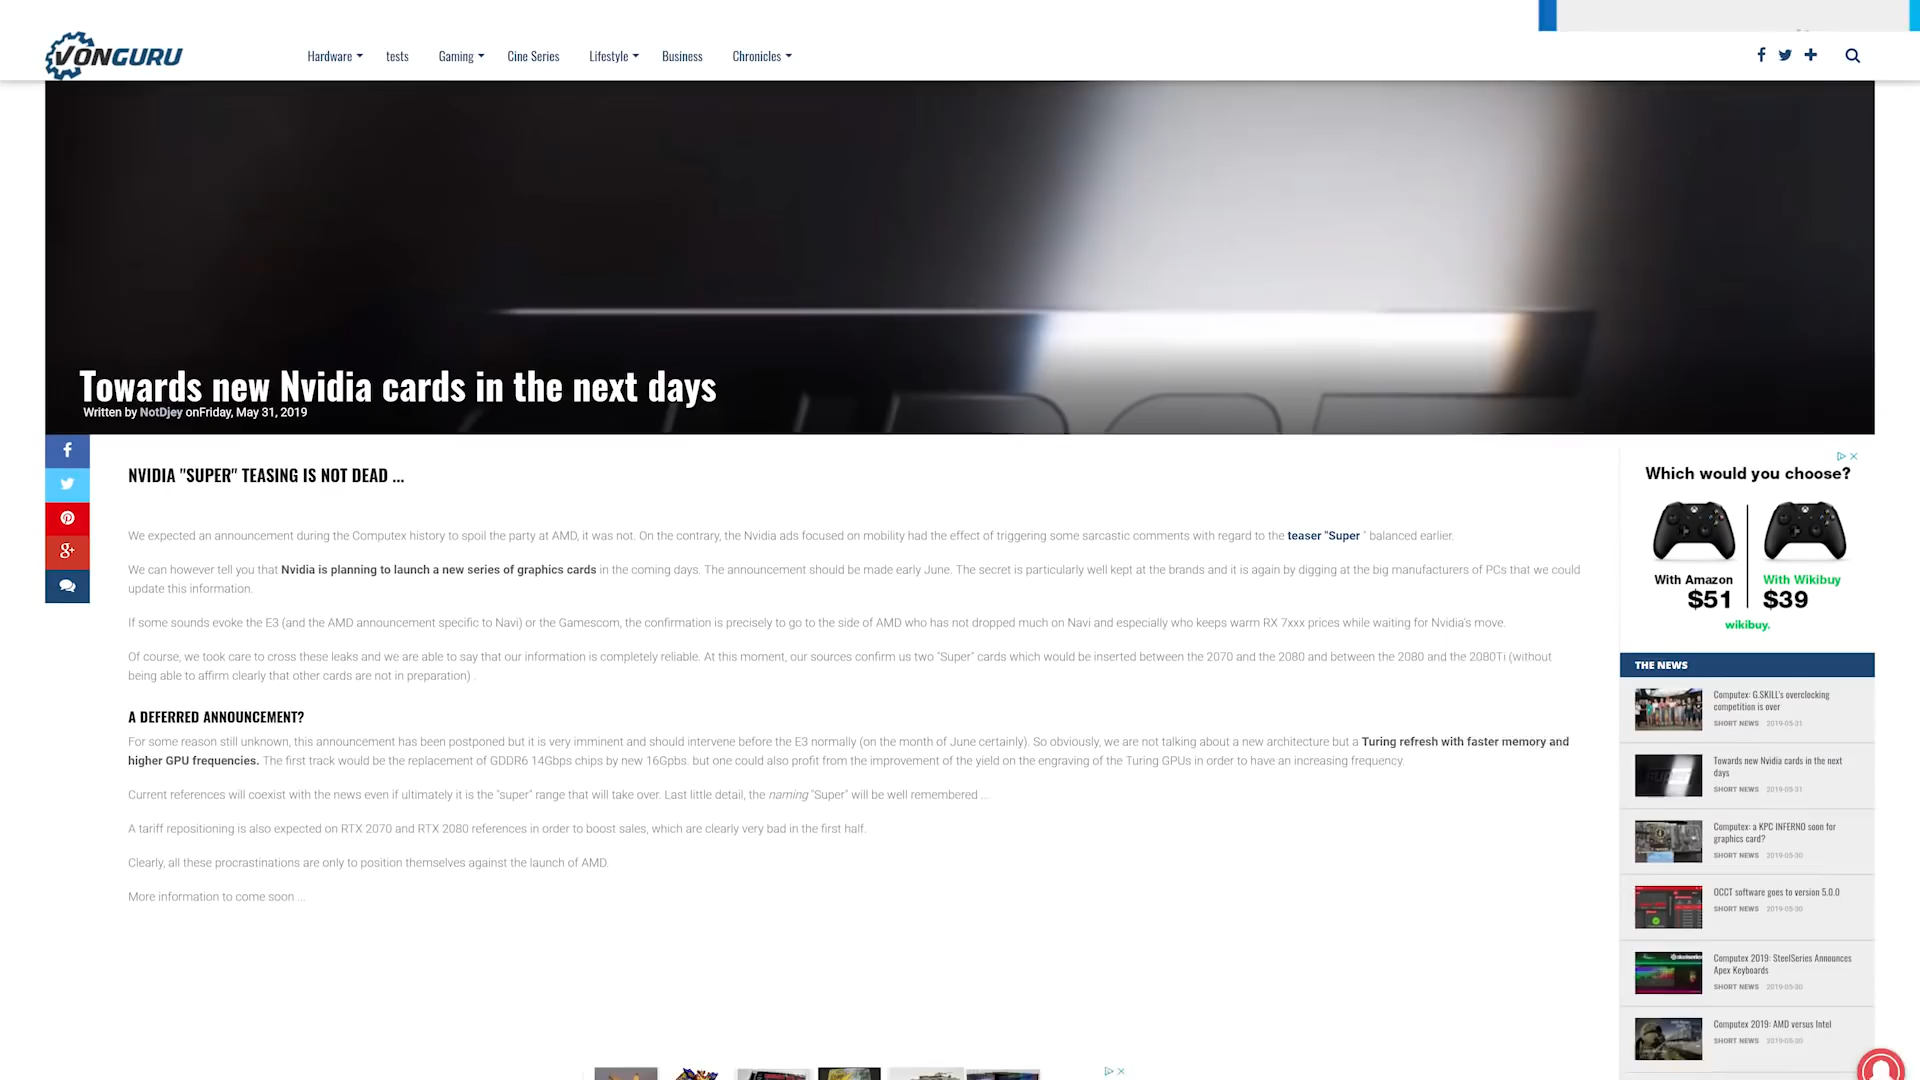 VONGURU
Hardware
tests
Gaming
Cine Series
Lifestyle
Business
Chronicles
Towards new Nvidia cards in the next days
Written by NotDjey onFriday, May 31, 2019
NVIDIA "SUPER" TEASING IS NOT DEAD ...
We expected an announcement during the Computex history to spoil the party at AMD, it was not. On the contrary, the Nvidia ads focused on mobility had the effect of triggering some sarcastic comments with regard to the teaser "Super " balanced earlier.
We can however tell you that Nvidia is planning to launch a new series of graphics cards in the coming days. The announcement should be made early June. The secret is particularly well kept at the brands and it is again by digging at the big manufacturers of PCs that we could
update this information.
If some sounds evoke the E3 (and the AMD announcement specific to Navi) or the Gamescom, the confirmation is precisely to go to the side of AMD who has not dropped much on Navi and especially who keeps warm RX 7xxx prices while waiting for Nvidia's move.
Of course, we took care to cross these leaks and we are able to say that our information is completely reliable. At this moment, our sources confirm us two "Super" cards which would be inserted between the 2070 and the 2080 and between the 2080 and the 2080Ti (without
being able to affirm clearly that other cards are not in preparation) .
A DEFERRED ANNOUNCEMENT?
For some reason still unknown, this announcement has been postponed but it is very imminent and should intervene before the E3 normally (on the month of June certainly). So obviously, we are not talking about a new architecture but a Turing refresh with faster memory and
higher GPU frequencies. The first track would be the replacement of GDDR6 14Gbps chips by new 16Gpbs. but one could also profit from the improvement of the yield on the engraving of the Turing GPUs in order to have an increasing frequency.
Current references will coexist with the news even if ultimately it is the "super" range that will take over. Last little detail, the naming "Super" will be well remembered ...
A tariff repositioning is also expected on RTX 2070 and RTX 2080 references in order to boost sales, which are clearly very bad in the first half.
Clearly, all these procrastinations are only to position themselves against the launch of AMD.
More information to come soon ...
Which would you choose?
With Amazon
$51
With Wikibuy
$39
wikibuy.
THE NEWS
Computex: G.SKILL's overclocking
competition is over
SHORT NEWS 2019-05-31
Towards new Nvidia cards in the next
days
SHORT NEWS 2019-05-31
Computex: a KPC INFERNO soon for
graphics card?
SHORT NEWS 2019-05-30
OCCT software goes to version 5.0.0
SHORT NEWS 2019-05-30
Computex 2019: SteelSeries Announces
Apex Keyboards
SHORT NEWS 2019-05-30
Computex 2019: AMD versus Intel
SHORT NEWS 2019-05-30